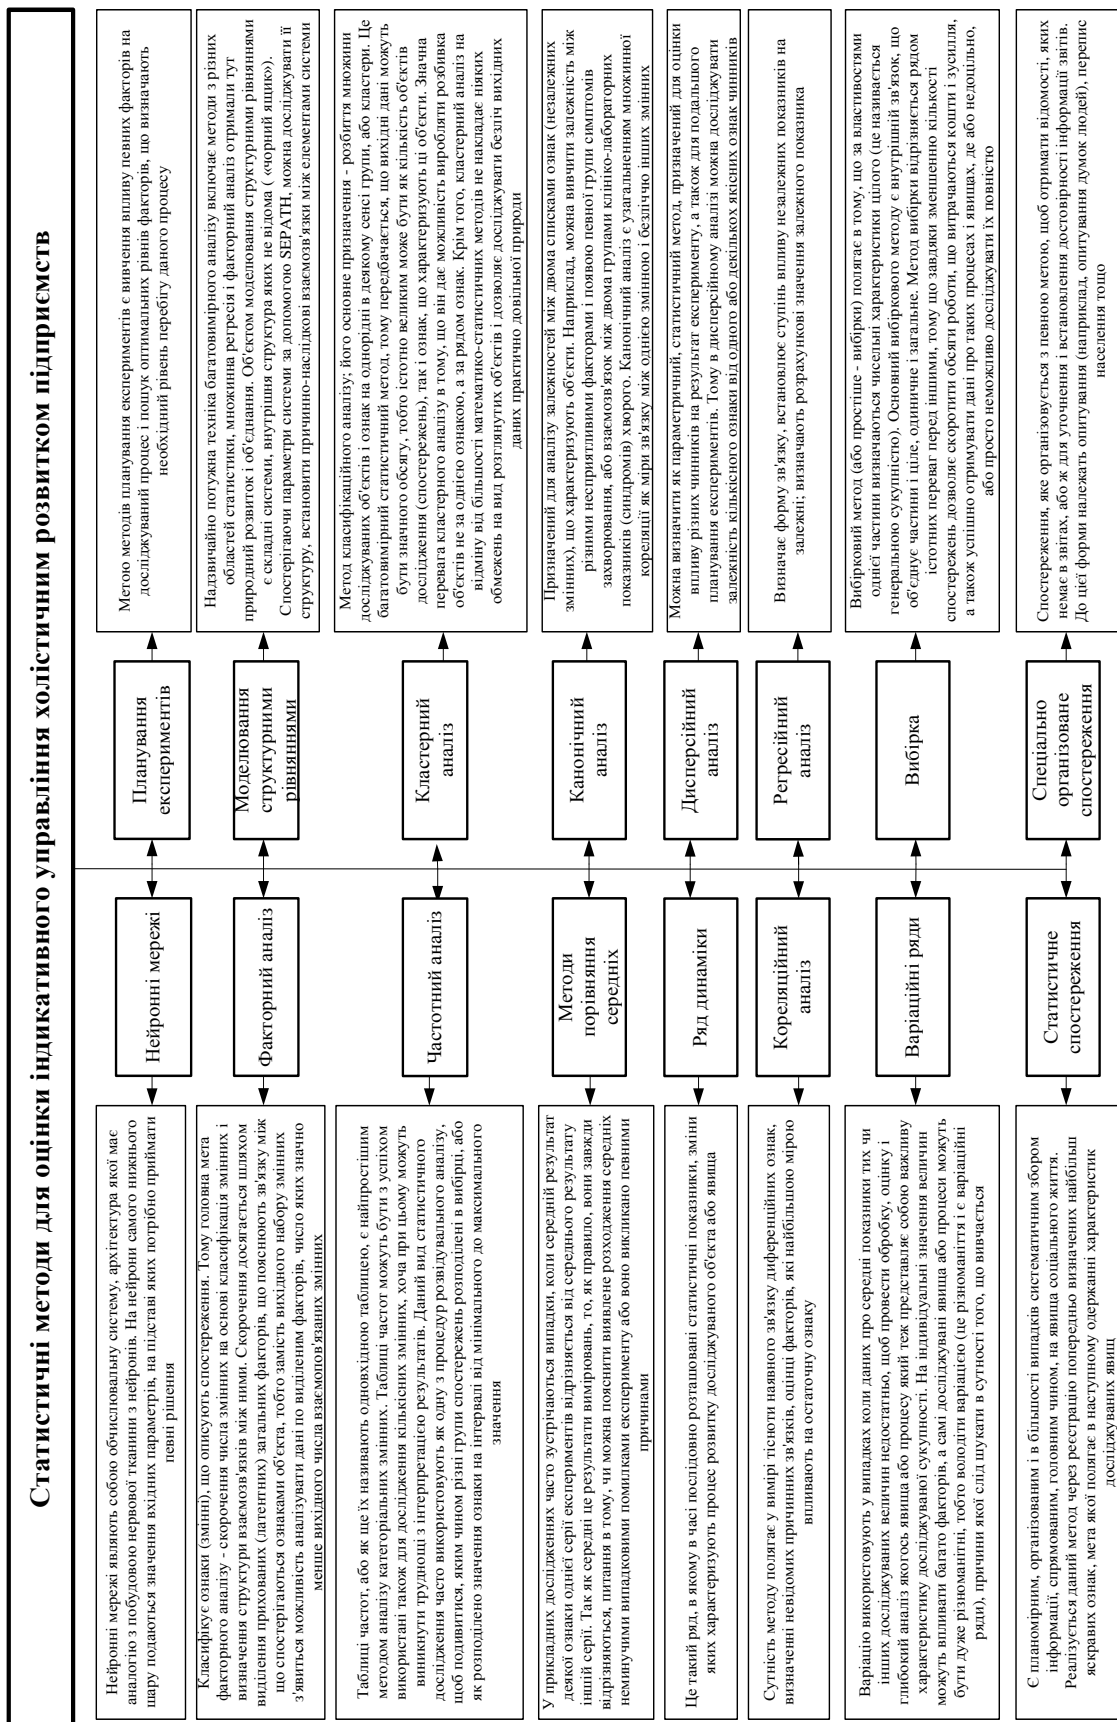 Статистичні методи для оцінки індикативного управління холістичним розвитком підприємств
Нейронні мережі являють собою обчислювальну систему, архітектура якої має
аналогію з побудовою нервової тканини з нейронів. На нейрони самого нижнього
шару подаються значення вхідних параметрів, на підставі яких потрібно приймати
певні рішення
Нейронні мережі
Планування
експериментів
Метою методів планування експериментів є вивчення впливу певних факторів на
досліджуваний процес і пошук оптимальних рівнів факторів, що визначають
необхідний рівень перебігу даного процесу
Класифікує ознаки (змінні), що описують спостереження. Тому головна мета
факторного аналізу - скорочення числа змінних на основі класифікація змінних і
визначення структури взаємозв'язків між ними. Скорочення досягається шляхом
виділення прихованих (латентних) загальних факторів, що пояснюють зв'язку між
що спостерігаються ознаками об'єкта, тобто замість вихідного набору змінних
з'явиться можливість аналізувати дані по виділеним факторів, число яких значно
менше вихідного числа взаємопов'язаних змінних
Факторний аналіз
Моделювання
структурними
рівняннями
Надзвичайно потужна техніка багатовимірного аналізу включає методи з різних
областей статистики, множинна регресія і факторний аналіз отримали тут
природний розвиток і об'єднання. Об'єктом моделювання структурними рівняннями
є складні системи, внутрішня структура яких не відома ( «чорний ящик»).
Спостерігаючи параметри системи за допомогою SEPATH, можна досліджувати її
структуру, встановити причинно-наслідкові взаємозв'язки між елементами системи
Таблиці частот, або як ще їх називають одновхідною таблицею, є найпростішим
методом аналізу категоріальних змінних. Таблиці частот можуть бути з успіхом
використані також для дослідження кількісних змінних, хоча при цьому можуть
виникнути труднощі з інтерпретацією результатів. Даний вид статистичного
дослідження часто використовують як одну з процедур розвідувального аналізу,
щоб подивитися, яким чином різні групи спостережень розподілені в вибірці, або
як розподілено значення ознаки на інтервалі від мінімального до максимального
значення
Частотний аналіз
Кластерний
аналіз
Метод класифікаційного аналізу; його основне призначення - розбиття множини
досліджуваних об'єктів і ознак на однорідні в деякому сенсі групи, або кластери. Це
багатовимірний статистичний метод, тому передбачається, що вихідні дані можуть
бути значного обсягу, тобто істотно великим може бути як кількість об'єктів
дослідження (спостережень), так і ознак, що характеризують ці об'єкти. Значна
перевага кластерного аналізу в тому, що він дає можливість виробляти розбивка
об'єктів не за однією ознакою, а за рядом ознак. Крім того, кластерний аналіз на
відміну від більшості математико-статистичних методів не накладає ніяких
обмежень на вид розглянутих об'єктів і дозволяє досліджувати безліч вихідних
даних практично довільної природи
У прикладних дослідженнях часто зустрічаються випадки, коли середній результат
деякої ознаки однієї серії експериментів відрізняється від середнього результату
іншій серії. Так як середні це результати вимірювань, то, як правило, вони завжди
відрізняються, питання в тому, чи можна пояснити виявлене розходження середніх
неминучими випадковими помилками експерименту або воно викликано певними
причинами
Методи
порівняння
середніх
Канонічний
аналіз
Призначений для аналізу залежностей між двома списками ознак (незалежних
змінних), що характеризують об'єкти. Наприклад, можна вивчити залежність між
різними несприятливими факторами і появою певної групи симптомів
захворювання, або взаємозв'язок між двома групами клініко-лабораторних
показників (синдромів) хворого. Канонічний аналіз є узагальненням множинної
кореляції як міри зв'язку між однією змінною і безліччю інших змінних
Це такий ряд, в якому в часі послідовно розташовані статистичні показники, зміни
яких характеризують процес розвитку досліджуваного об'єкта або явища
Ряд динаміки
Дисперсійний
аналіз
Можна визначити як параметричний, статистичний метод, призначений для оцінки
впливу різних чинників на результат експерименту, а також для подальшого
планування експериментів. Тому в дисперсійному аналізі можна досліджувати
залежність кількісного ознаки від одного або декількох якісних ознак чинників
Сутність методу полягає у вимірі тісноти наявного зв'язку диференційних ознак,
визначенні невідомих причинних зв'язків, оцінці факторів, які найбільшою мірою
впливають на остаточну ознаку
Кореляційний
аналіз
Регресійний
аналіз
Визначає форму зв'язку, встановлює ступінь впливу незалежних показників на
залежні; визначають розрахункові значення залежного показника
Варіацію використовують у випадках коли даних про середні показники тих чи
інших досліджуваних величин недостатньо, щоб провести обробку, оцінку і
глибокий аналіз якогось явища або процесу який теж представляє собою важливу
характеристику досліджуваної сукупності. На індивідуальні значення величин
можуть впливати багато факторів, а самі досліджувані явища або процеси можуть
бути дуже різноманітні, тобто володіти варіацією (це різноманіття і є варіаційні
ряди), причини якої слід шукати в сутності того, що вивчається
Варіаційні ряди
Вибірка
Вибірковий метод (або простіше - вибірки) полягає в тому, що за властивостями
однієї частини визначаються чисельні характеристики цілого (це називається
генеральною сукупністю). Основний вибіркового методу є внутрішній зв'язок, що
об'єднує частини і ціле, одиничне і загальне. Метод вибірки відрізняється рядом
істотних переваг перед іншими, тому що завдяки зменшенню кількості
спостережень дозволяє скоротити обсяги роботи, що витрачаються кошти і зусилля,
а також успішно отримувати дані про таких процесах і явищах, де або недоцільно,
або просто неможливо досліджувати їх повністю
Є планомірним, організованим і в більшості випадків систематичним збором
інформації, спрямованим, головним чином, на явища соціального життя.
Реалізується даний метод через реєстрацію попередньо визначених найбільш
яскравих ознак, мета якої полягає в наступному одержанні характеристик
досліджуваних явищ
Статистичне
спостереження
Спеціально
організоване
спостереження
Спостереження, яке організовується з певною метою, щоб отримати відомості, яких
немає в звітах, або ж для уточнення і встановлення достовірності інформації звітів.
До цієї форми належать опитування (наприклад, опитування думок людей), перепис
населення тощо